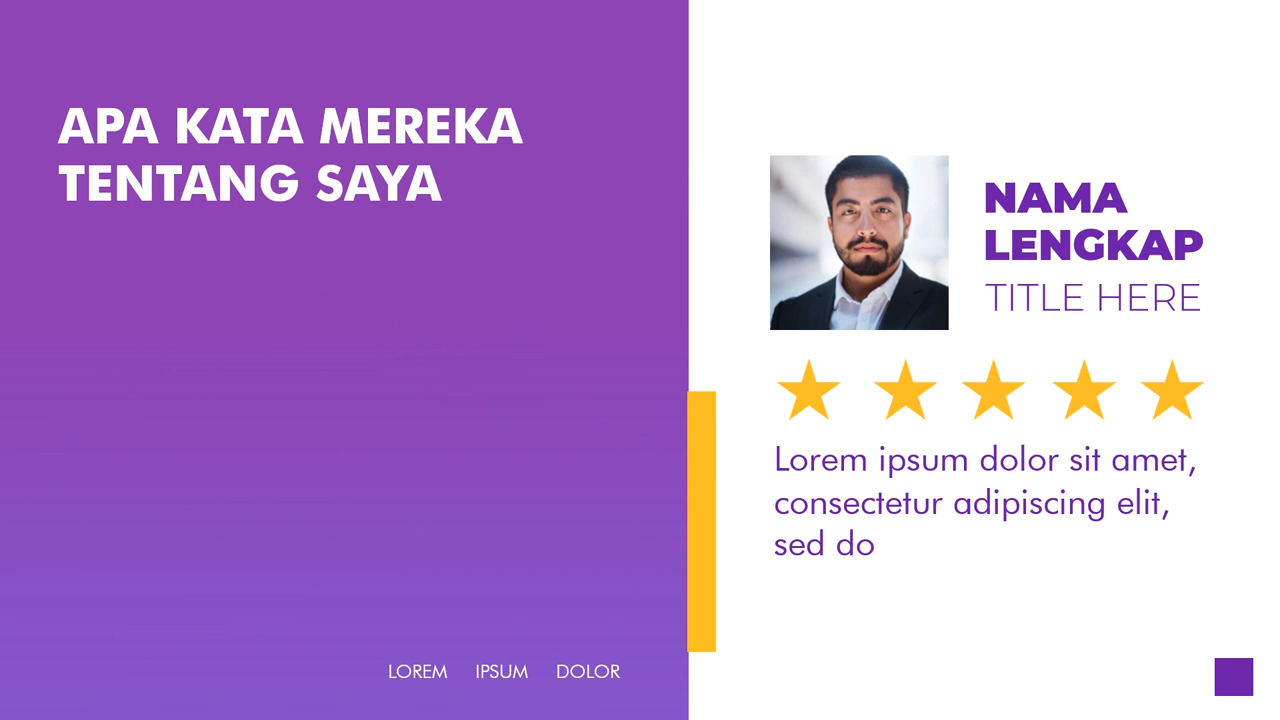 APA KATA MEREKA
TENTANG SAYA
LOREM IPSUM DOLOR
NAMA
LENGKAP
TITLE HERE
Lorem ipsum dolor sit amet,
consectetur adipiscing elit,
sed do